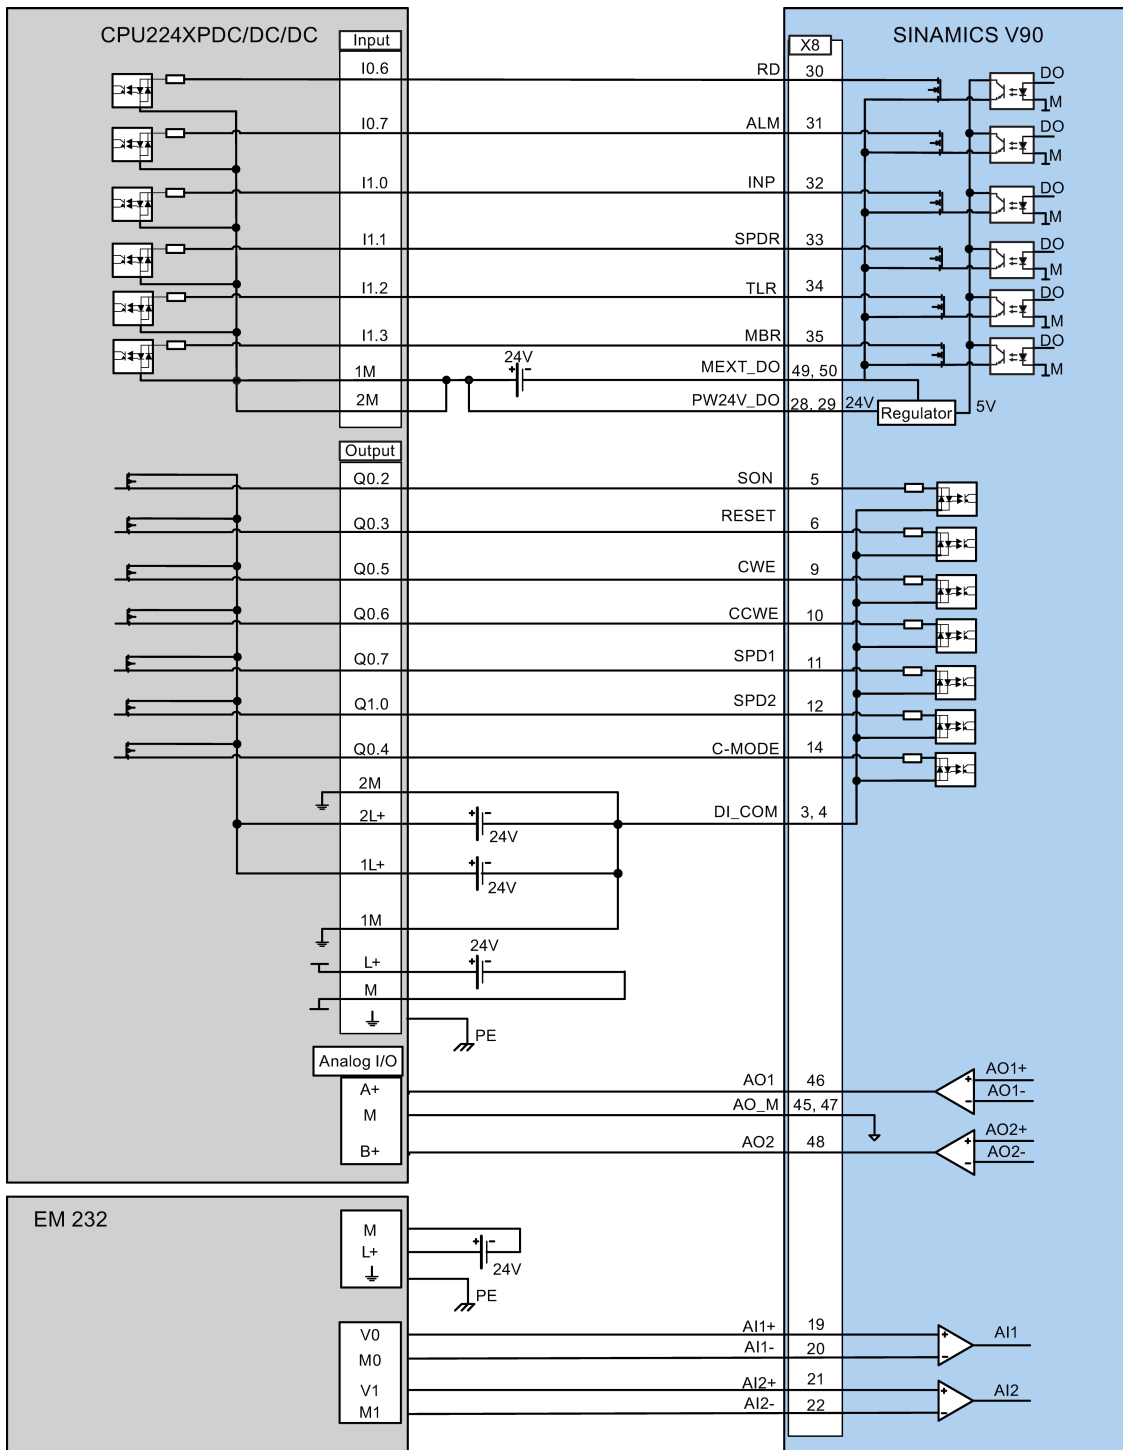 CPU224XPDC/DC/DC
SINAMICS V90
Input
X8
I0.6 RD 30 DO
M
I0.7 ALM 31 DO
M
I1.0 INP 32 DO
M
I1.1 SPDR 33 DO
M
I1.2 TLR 34 DO
M
I1.3 MBR 35 DO
M
24V
+ -
1M MEXT_DO 49, 50
2M PW24V_DO 28, 29 24V Regulator 5V
Output
Q0.2 SON 5
Q0.3 RESET 6
Q0.5 CWE 9
Q0.6 CCWE 10
Q0.7 SPD1 11
Q1.0 SPD2 12
Q0.4 C-MODE 14
2M
2L+ + - 24V DI_COM 3, 4
1L+ + - 24V
1M
24V
L+ + -
M
PE
Analog I/O
A+ AO1 46 + AO1+
- AO1-
M AO_M 45, 47
B+ AO2 48 + AO2+
- AO2-
EM 232
M
L+ + - 24V
PE
V0 AI1+ 19 + AI1
M0 AI1- 20 -
V1 AI2+ 21 + AI2
M1 AI2- 22 -